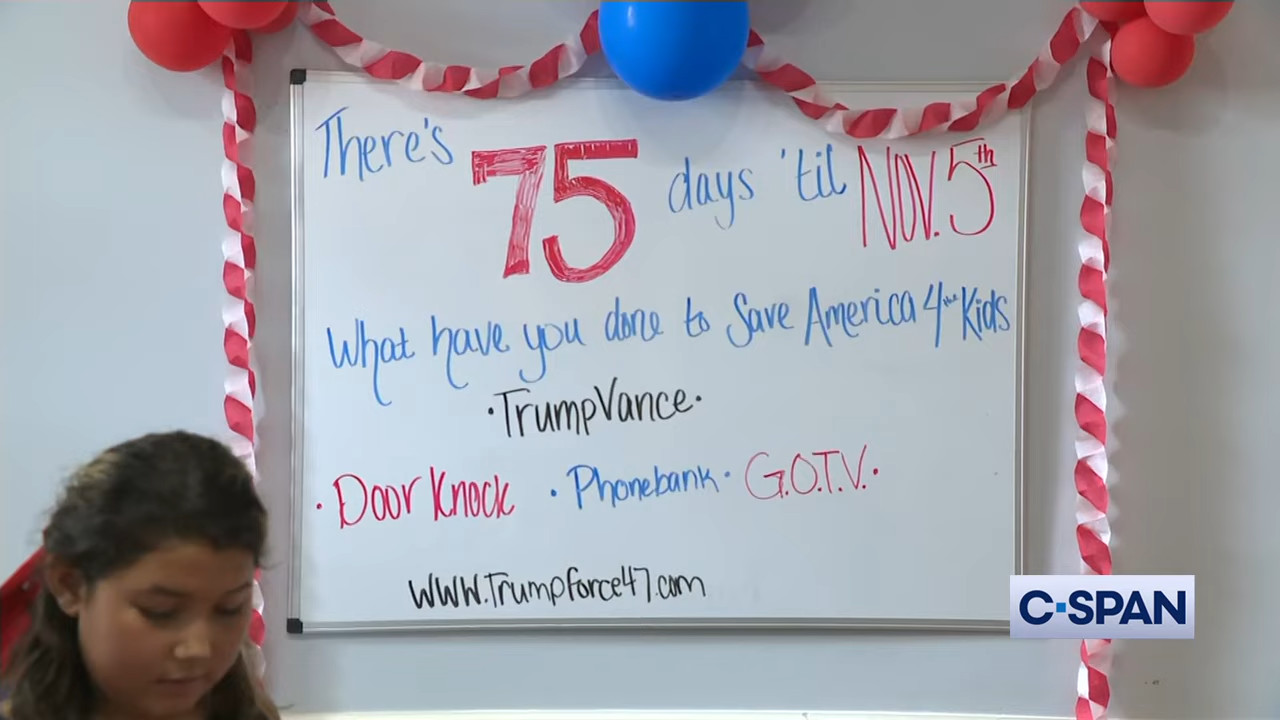 There's 75 days 'til Nov. 5th
What have you done to Save America 4 the Kids
·TrumpVance·
· Door Knock · Phonebank · G.O.T.V. ·
www.Trumpforce47.com
C·SPAN